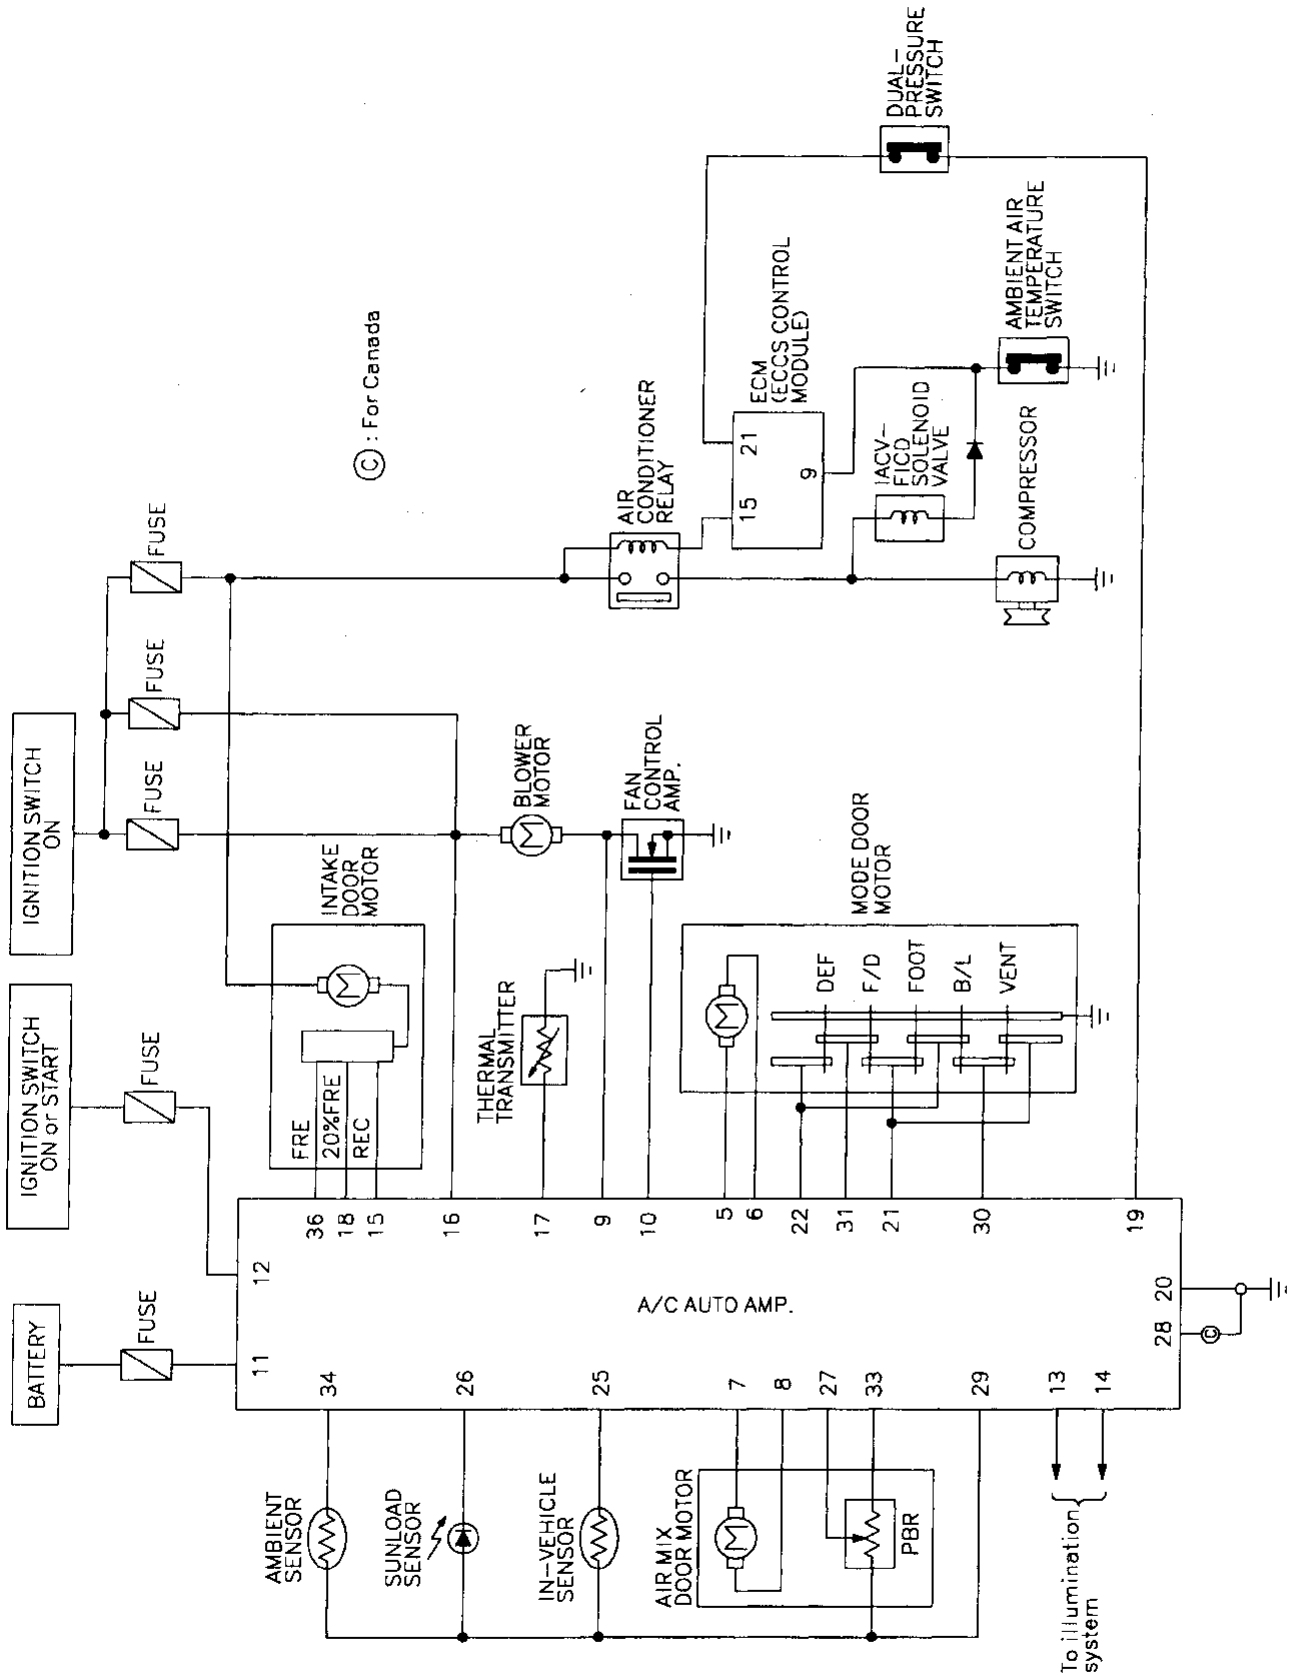 BATTERY
FUSE
11
IGNITION SWITCH
ON or START
FUSE
12
IGNITION SWITCH
ON
FUSE
FUSE
FUSE
Ⓒ : For Canada
INTAKE
DOOR
MOTOR
M
FRE
20%FRE
REC
36
18
15
16
BLOWER
MOTOR
M
THERMAL
TRANSMITTER
17
FAN
CONTROL
AMP.
9
10
AIR
CONDITIONER
RELAY
ECM
(ECCS CONTROL
MODULE)
15
21
9
DUAL-
PRESSURE
SWITCH
IACV-
FICD
SOLENOID
VALVE
AMBIENT AIR
TEMPERATURE
SWITCH
COMPRESSOR
MODE DOOR
MOTOR
M
DEF
F/D
FOOT
B/L
VENT
5
6
22
31
21
30
19
A/C AUTO AMP.
20
28
C
34
26
25
7
8
27
33
29
13
14
AMBIENT
SENSOR
SUNLOAD
SENSOR
IN-VEHICLE
SENSOR
AIR MIX
DOOR MOTOR
M
PBR
To illumination
system